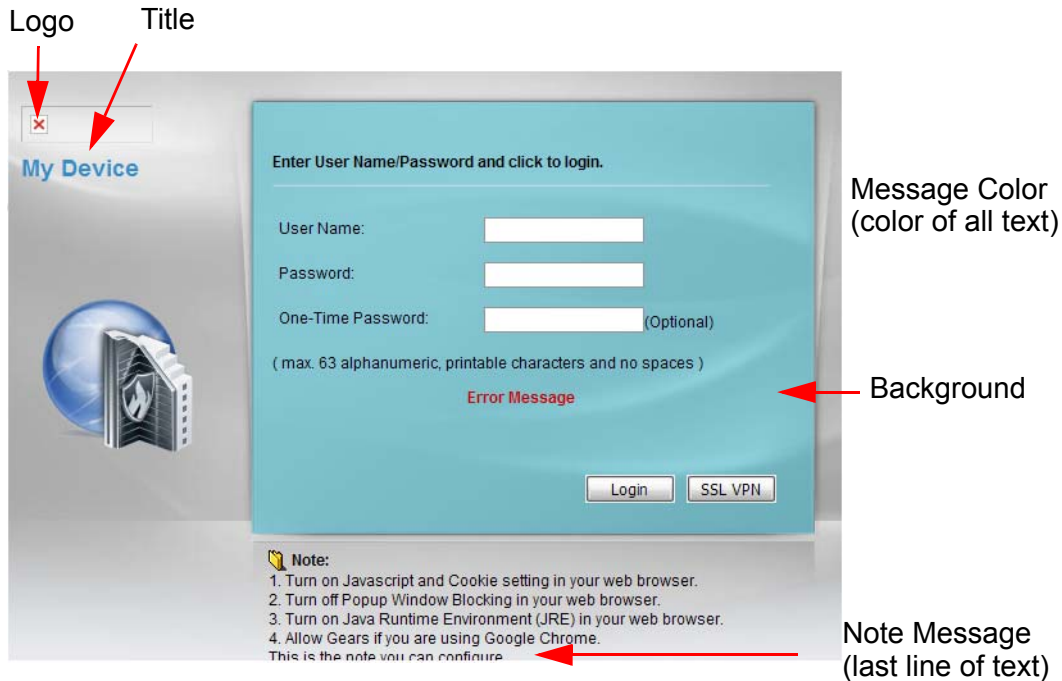 Logo
Title
My Device
Enter User Name/Password and click to login.
User Name:
Password:
One-Time Password:
(Optional)
( max. 63 alphanumeric, printable characters and no spaces )
Error Message
Login
SSL VPN
Message Color
(color of all text)
Background
Note:
1. Turn on Javascript and Cookie setting in your web browser.
2. Turn off Popup Window Blocking in your web browser.
3. Turn on Java Runtime Environment (JRE) in your web browser.
4. Allow Gears if you are using Google Chrome.
This is the note you can configure
Note Message
(last line of text)